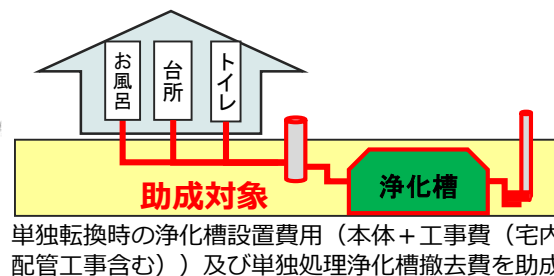 お風呂
台所
トイレ
助成対象
浄化槽
単独転換時の浄化槽設置費用（本体＋工事費（宅内
配管工事含む））及び単独処理浄化槽撤去費を助成